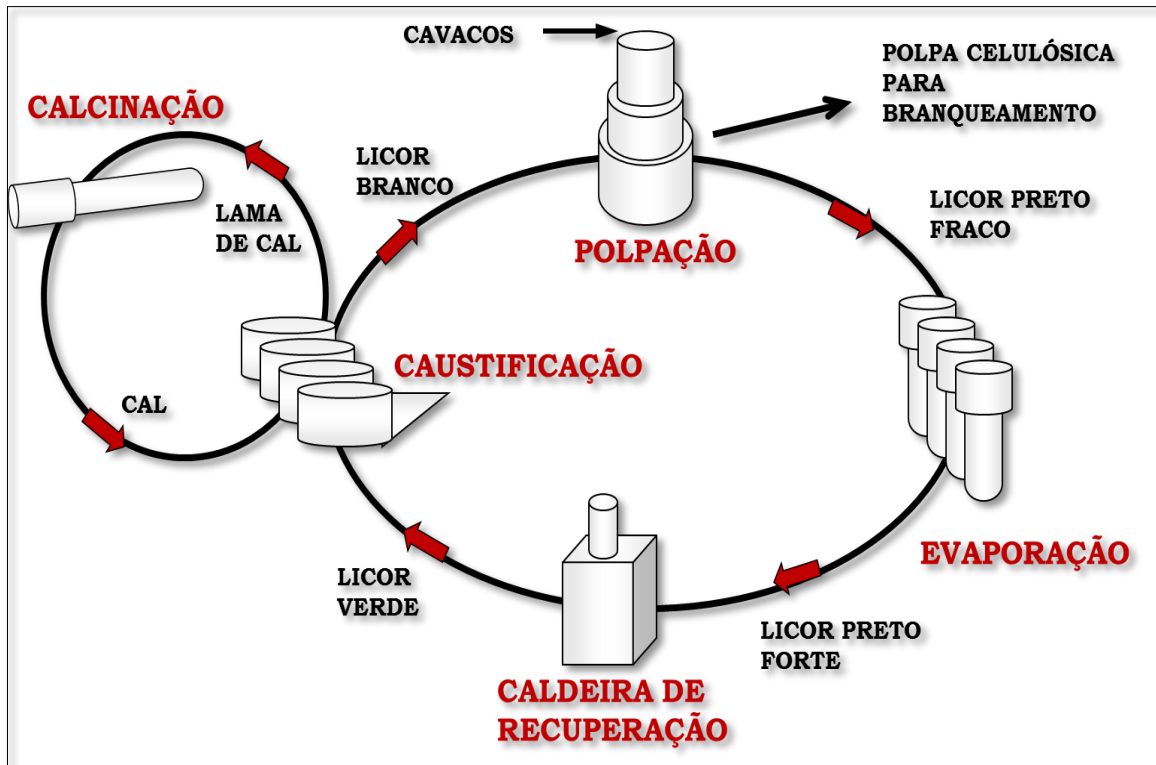 CAVACOS
POLPA CELULÓSICA
PARA
BRANQUEAMENTO
CALCINAÇÃO
LICOR
BRANCO
LAMA
DE CAL
LICOR PRETO
FRACO
POLPAÇÃO
CAUSTIFICAÇÃO
CAL
EVAPORAÇÃO
LICOR
VERDE
LICOR PRETO
FORTE
CALDEIRA DE
RECUPERAÇÃO